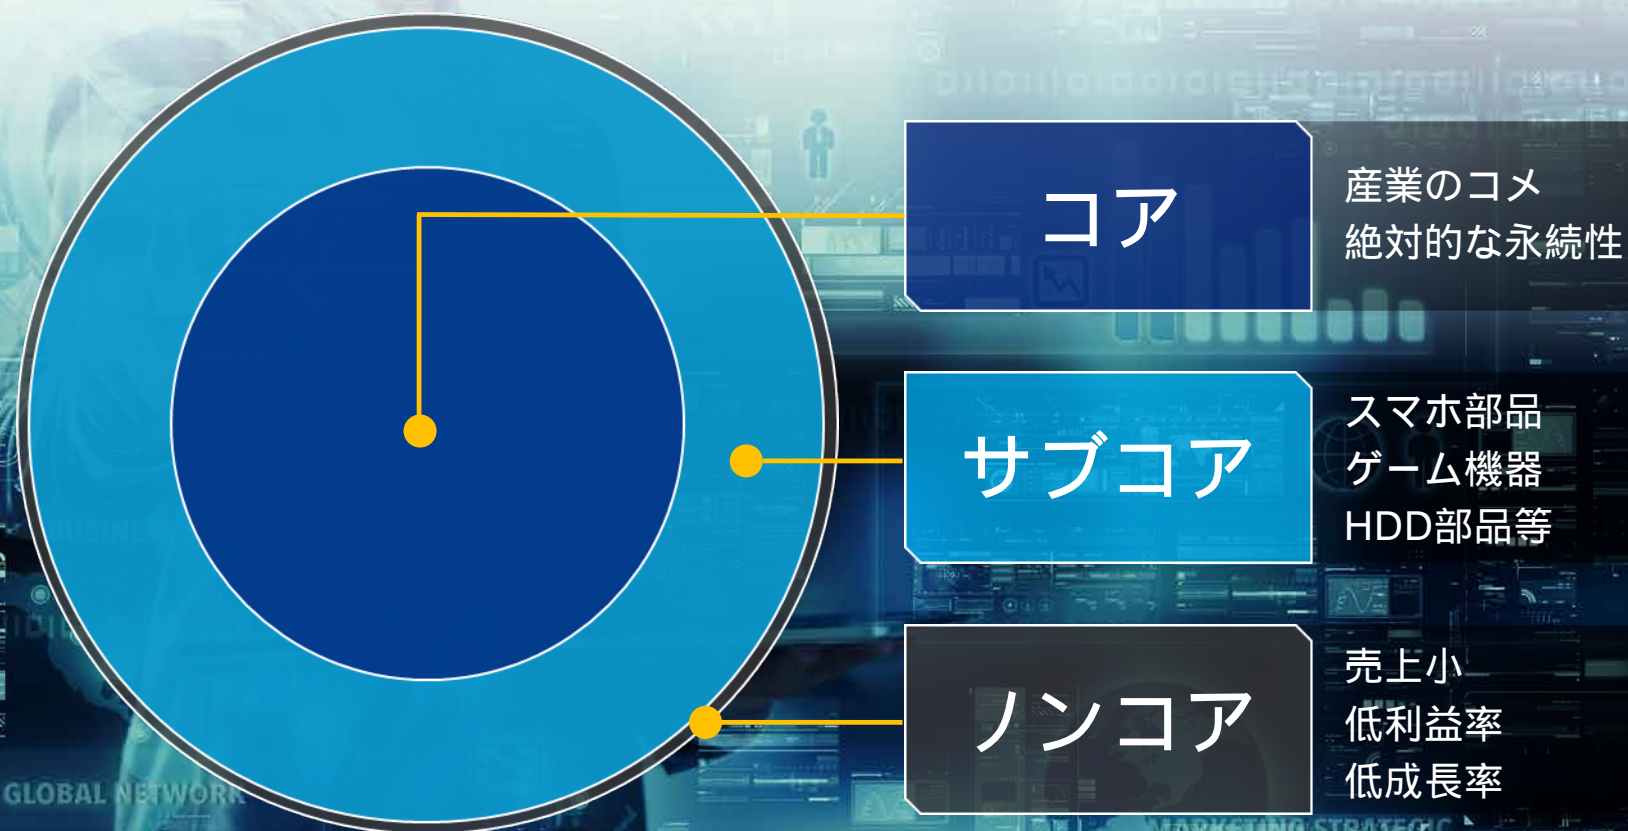 コア
産業のコメ
絶対的な永続性
サブコア
スマホ部品
ゲーム機器
HDD部品等
ノンコア
売上小
低利益率
低成長率
GLOBAL NETWORK
MARKETING STRATEGIC